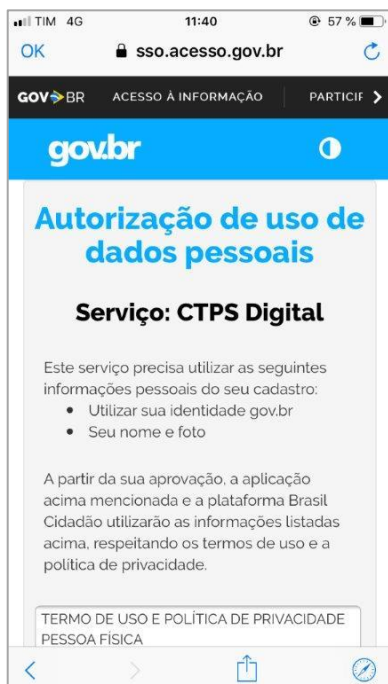 TIM 4G 11:40 57 %
OK sso.acesso.gov.br
GOV BR ACESSO À INFORMAÇÃO PARTICIF
gov.br
Autorização de uso de
dados pessoais
Serviço: CTPS Digital
Este serviço precisa utilizar as seguintes
informações pessoais do seu cadastro:
• Utilizar sua identidade gov.br
• Seu nome e foto
A partir da sua aprovação, a aplicação
acima mencionada e a plataforma Brasil
Cidadão utilizarão as informações listadas
acima, respeitando os termos de uso e a
política de privacidade.
TERMO DE USO E POLÍTICA DE PRIVACIDADE
PESSOA FÍSICA